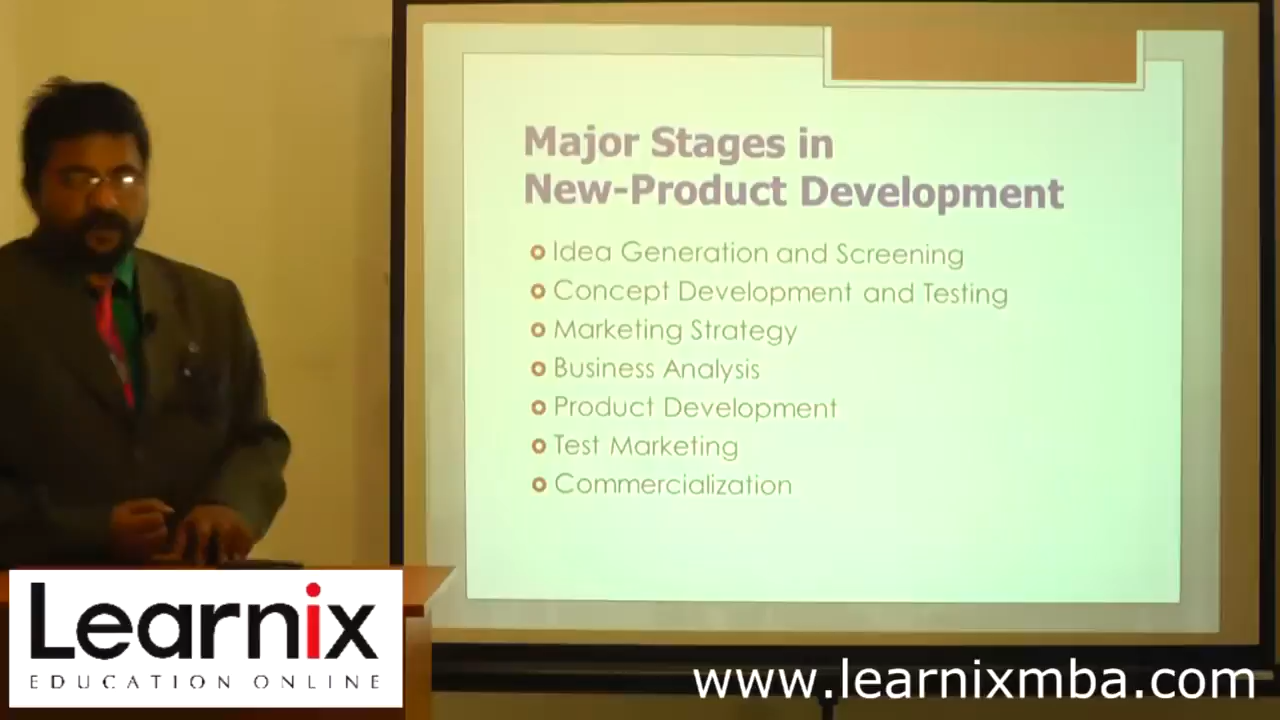 Major Stages in
New-Product Development
Idea Generation and Screening
Concept Development and Testing
Marketing Strategy
Business Analysis
Product Development
Test Marketing
Commercialization
Learnix
EDUCATION ONLINE
www.learnixmba.com